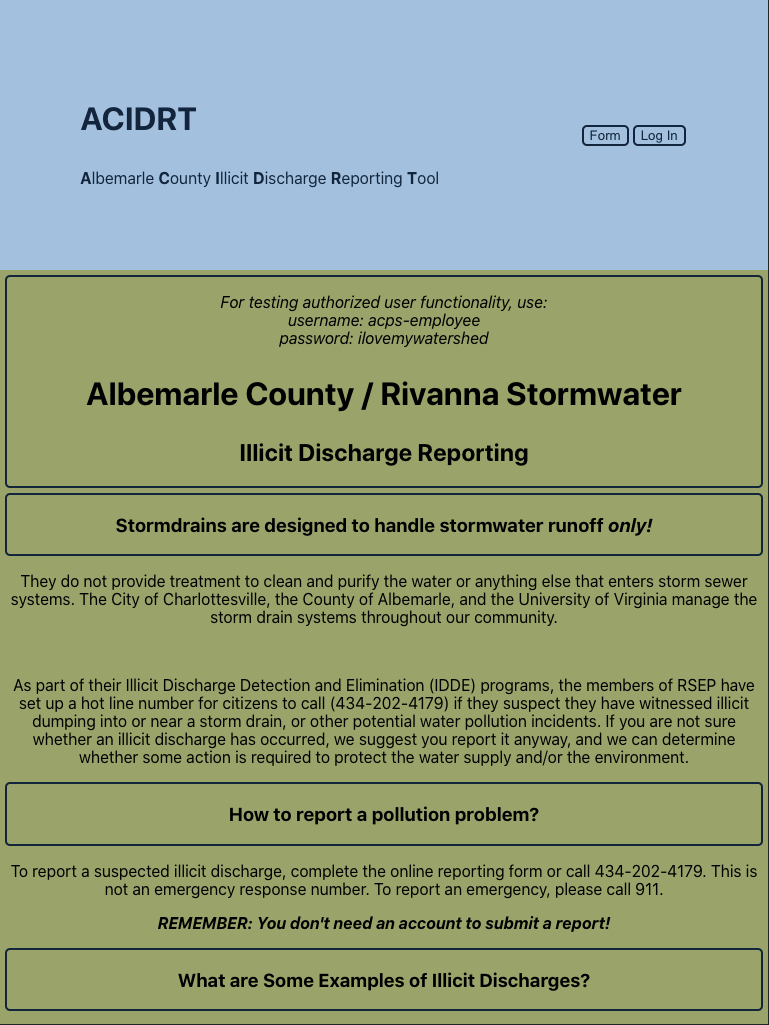 ACIDRT
Form
Log In
Albemarle County Illicit Discharge Reporting Tool
For testing authorized user functionality, use:
username: acps-employee
password: ilovemywatershed
Albemarle County / Rivanna Stormwater
Illicit Discharge Reporting
Stormdrains are designed to handle stormwater runoff only!
They do not provide treatment to clean and purify the water or anything else that enters storm sewer
systems. The City of Charlottesville, the County of Albemarle, and the University of Virginia manage the
storm drain systems throughout our community.
As part of their Illicit Discharge Detection and Elimination (IDDE) programs, the members of RSEP have
set up a hot line number for citizens to call (434-202-4179) if they suspect they have witnessed illicit
dumping into or near a storm drain, or other potential water pollution incidents. If you are not sure
whether an illicit discharge has occurred, we suggest you report it anyway, and we can determine
whether some action is required to protect the water supply and/or the environment.
How to report a pollution problem?
To report a suspected illicit discharge, complete the online reporting form or call 434-202-4179. This is
not an emergency response number. To report an emergency, please call 911.
REMEMBER: You don't need an account to submit a report!
What are Some Examples of Illicit Discharges?